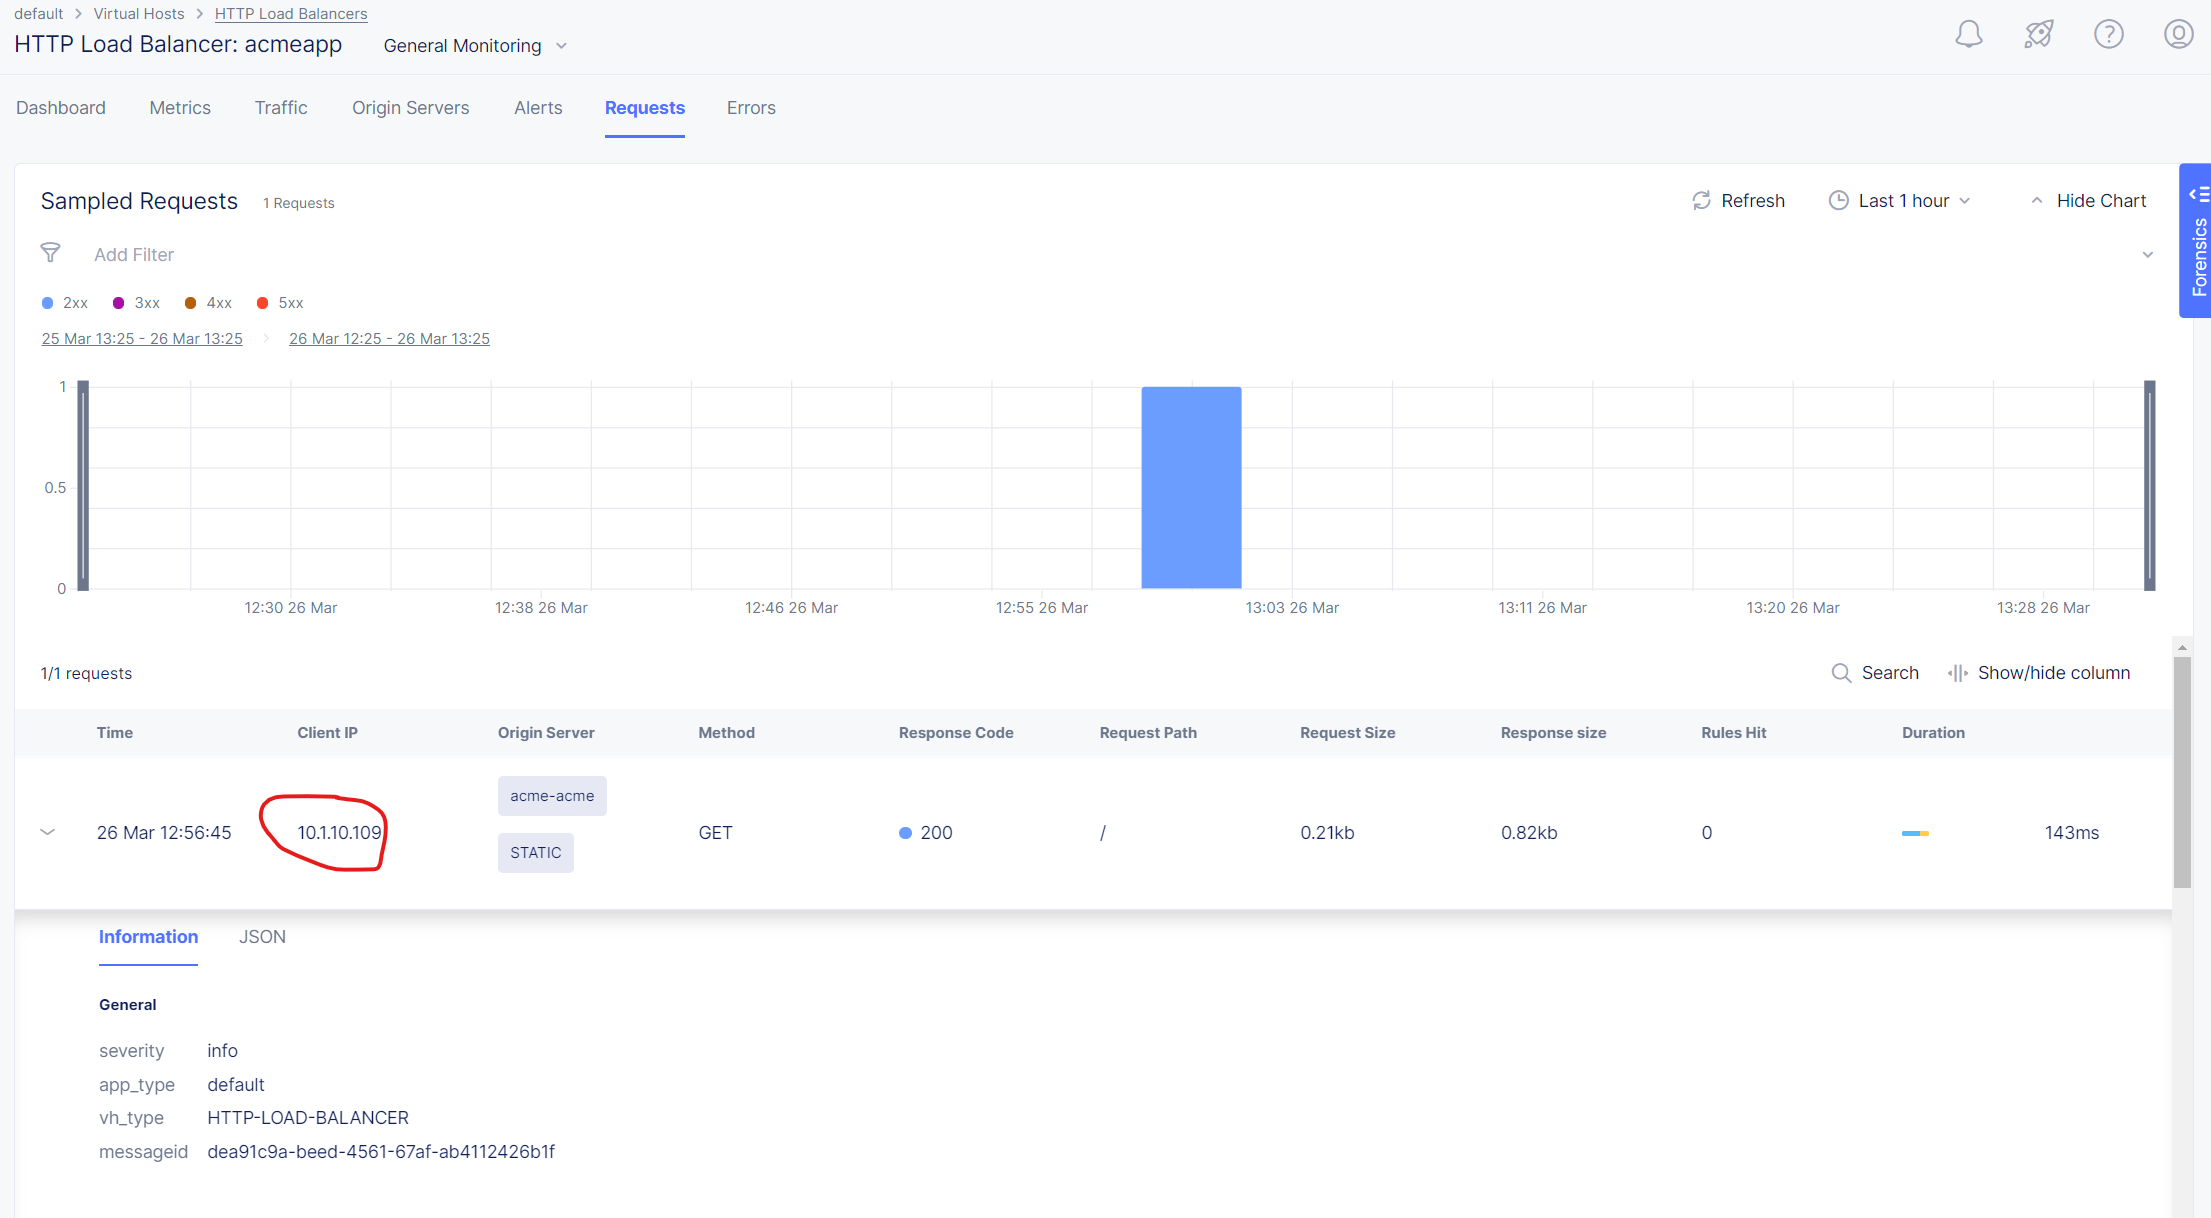 default > Virtual Hosts > HTTP Load Balancers
HTTP Load Balancer: acmeapp General Monitoring
Dashboard Metrics Traffic Origin Servers Alerts Requests Errors
Sampled Requests 1 Requests Refresh Last 1 hour Hide Chart
Forensics
Add Filter
2xx 3xx 4xx 5xx
25 Mar 13:25 - 26 Mar 13:25 > 26 Mar 12:25 - 26 Mar 13:25
1
0.5
0
12:30 26 Mar 12:38 26 Mar 12:46 26 Mar 12:55 26 Mar 13:03 26 Mar 13:11 26 Mar 13:20 26 Mar 13:28 26 Mar
1/1 requests Search Show/hide column
Time Client IP Origin Server Method Response Code Request Path Request Size Response size Rules Hit Duration
acme-acme
26 Mar 12:56:45 10.1.10.109 GET 200 / 0.21kb 0.82kb 0 143ms
STATIC
Information JSON
General
severity info
app_type default
vh_type HTTP-LOAD-BALANCER
messageid dea91c9a-beed-4561-67af-ab4112426b1f